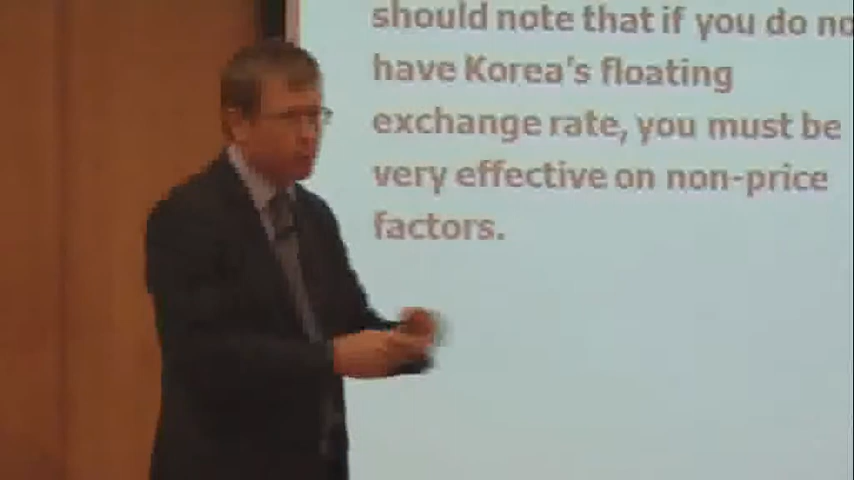 should note that if you do no
have Korea's floating
exchange rate, you must be
very effective on non-price
factors.